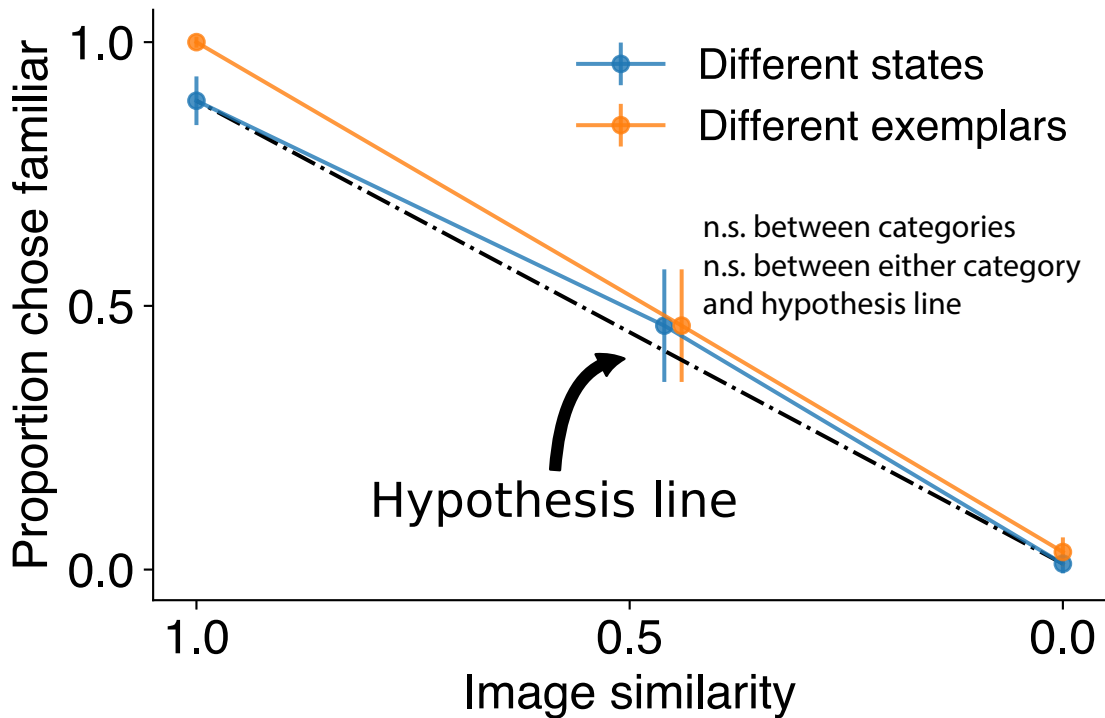 Proportion chose familiar
1.0
0.5
0.0
Different states
Different exemplars
n.s. between categories
n.s. between either category
and hypothesis line
Hypothesis line
1.0
0.5
0.0
Image similarity